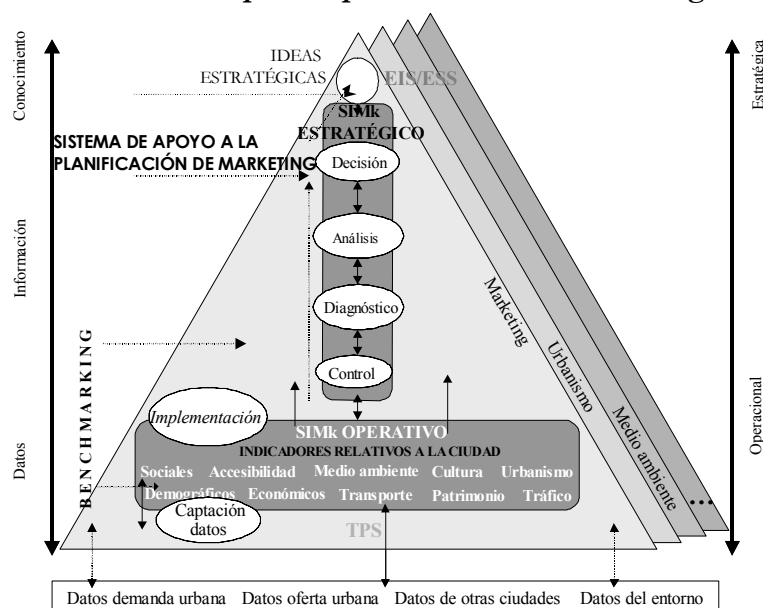 Conocimiento
Información
Datos
IDEAS
ESTRATÉGICAS
EIS/ESS
SIMk
ESTRATÉGICO
SISTEMA DE APOYO A LA
PLANIFICACIÓN DE MARKETING
Decisión
Análisis
Diagnóstico
Control
BENCHMARKING
Implementación
SIMk OPERATIVO
INDICADORES RELATIVOS A LA CIUDAD
Sociales Accesibilidad Medio ambiente Cultura Urbanismo
Demográficos Económicos Transporte Patrimonio Tráfico
Captación
datos
TPS
Marketing
Urbanismo
Medio ambiente
...
Estratégica
Operacional
Datos demanda urbana Datos oferta urbana Datos de otras ciudades Datos del entorno